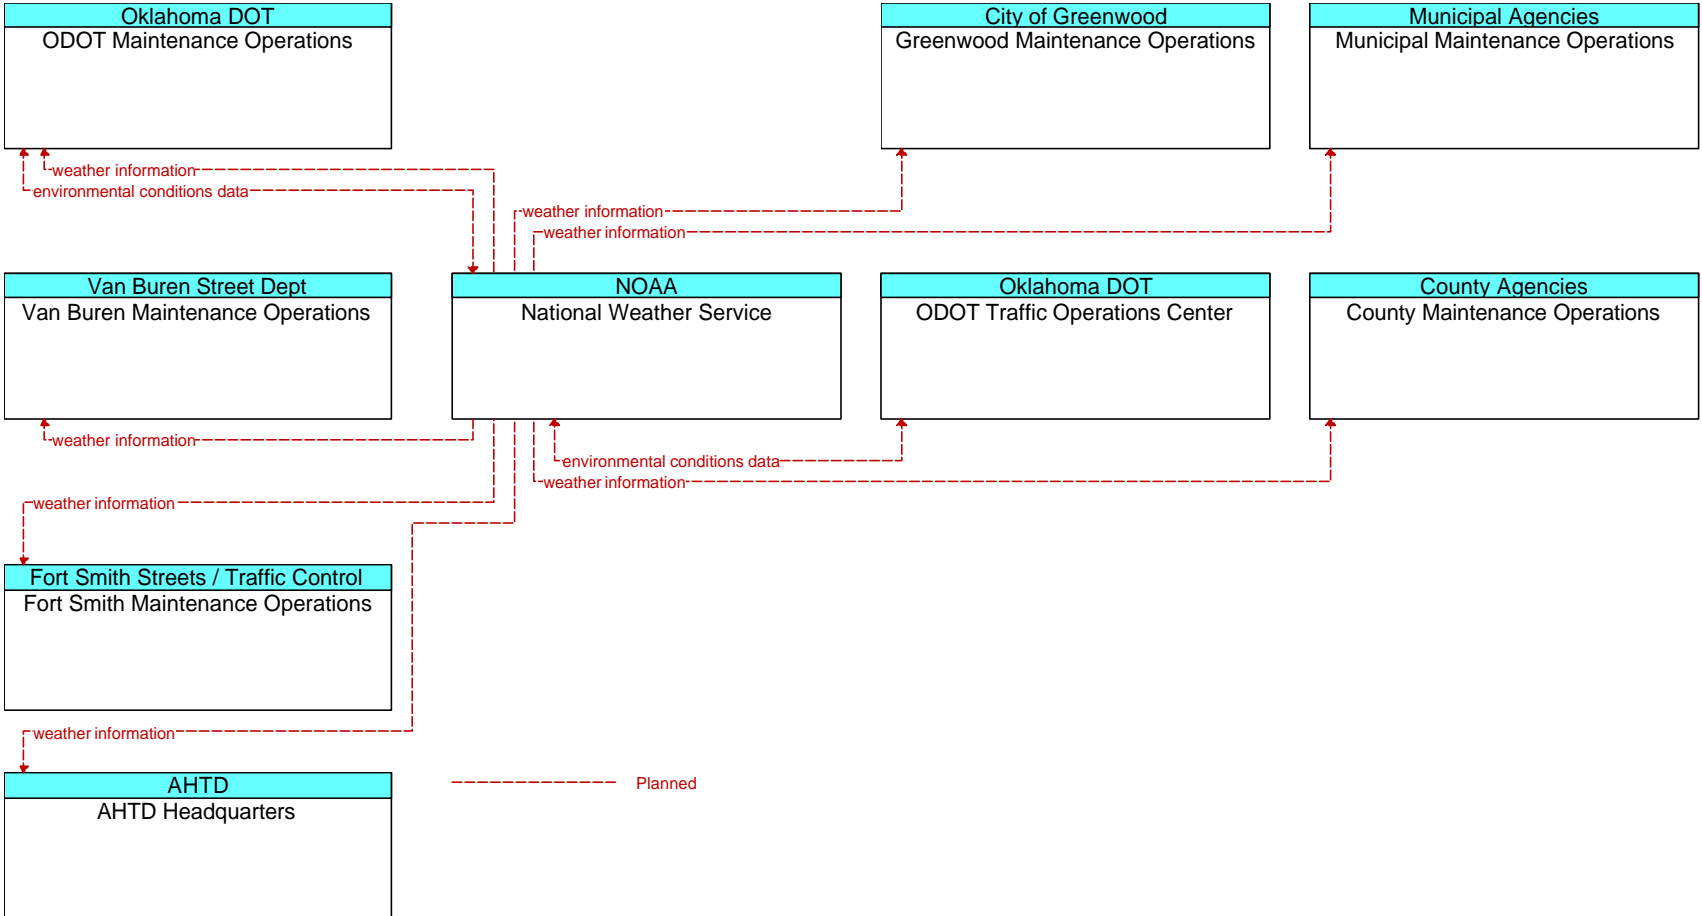 Oklahoma DOT
ODOT Maintenance Operations
City of Greenwood
Greenwood Maintenance Operations
Municipal Agencies
Municipal Maintenance Operations
weather information
environmental conditions data
weather information
weather information
Van Buren Street Dept
Van Buren Maintenance Operations
NOAA
National Weather Service
Oklahoma DOT
ODOT Traffic Operations Center
County Agencies
County Maintenance Operations
weather information
environmental conditions data
weather information
weather information
Fort Smith Streets / Traffic Control
Fort Smith Maintenance Operations
weather information
AHTD
AHTD Headquarters
Planned